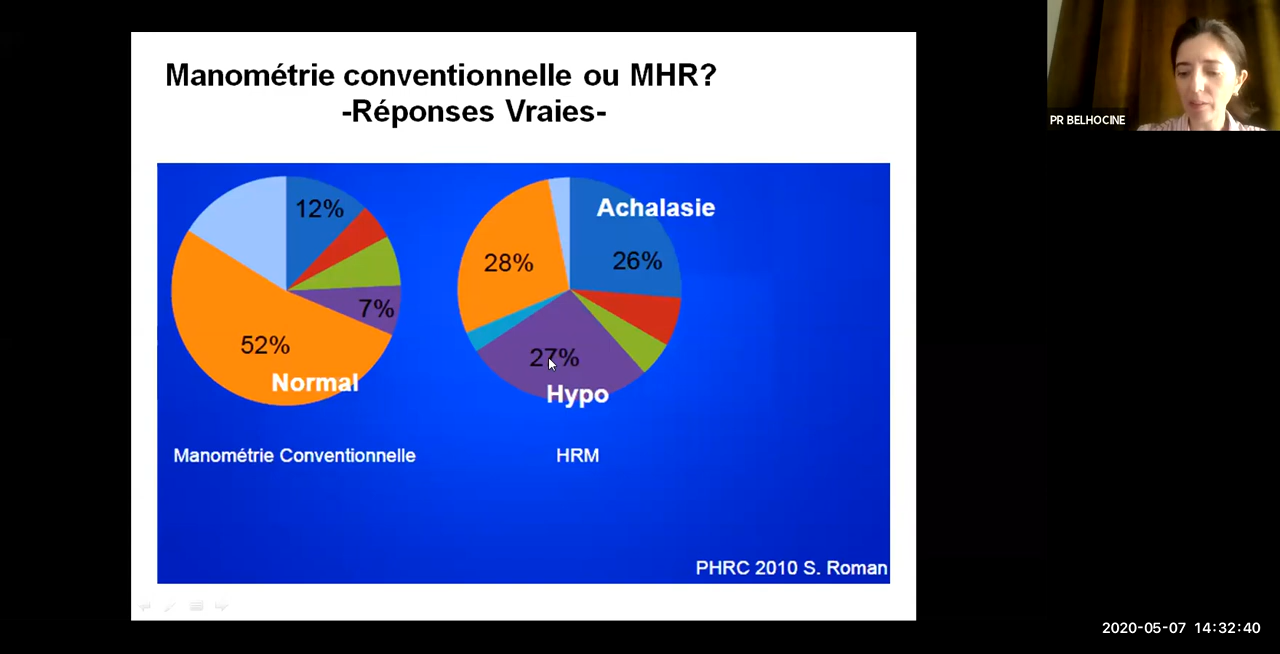 Manométrie conventionnelle ou MHR?
-Réponses Vraies-
PR BELHOCINE
12%
7%
52%
Normal
Achalasie
26%
28%
27%
Hypo
Manométrie Conventionnelle
HRM
PHRC 2010 S. Roman
2020-05-07 14:32:40